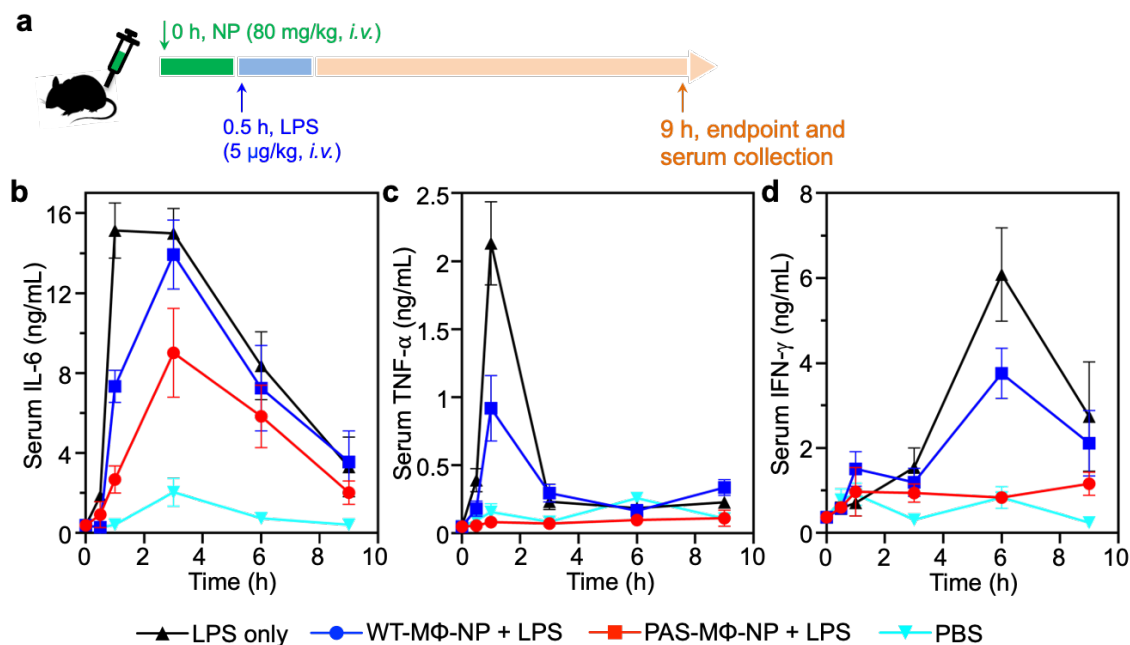 a
0 h, NP (80 mg/kg, i.v.)
0.5 h, LPS
(5 µg/kg, i.v.)
9 h, endpoint and
serum collection
b
Serum IL-6 (ng/mL)
16
12
8
4
0
0 2 4 6 8 10
Time (h)
c
Serum TNF-α (ng/mL)
2.5
2
1.5
1
0.5
0
0 2 4 6 8 10
Time (h)
d
Serum IFN-γ (ng/mL)
8
6
4
2
0
0 2 4 6 8 10
Time (h)
LPS only WT-MΦ-NP + LPS PAS-MΦ-NP + LPS PBS